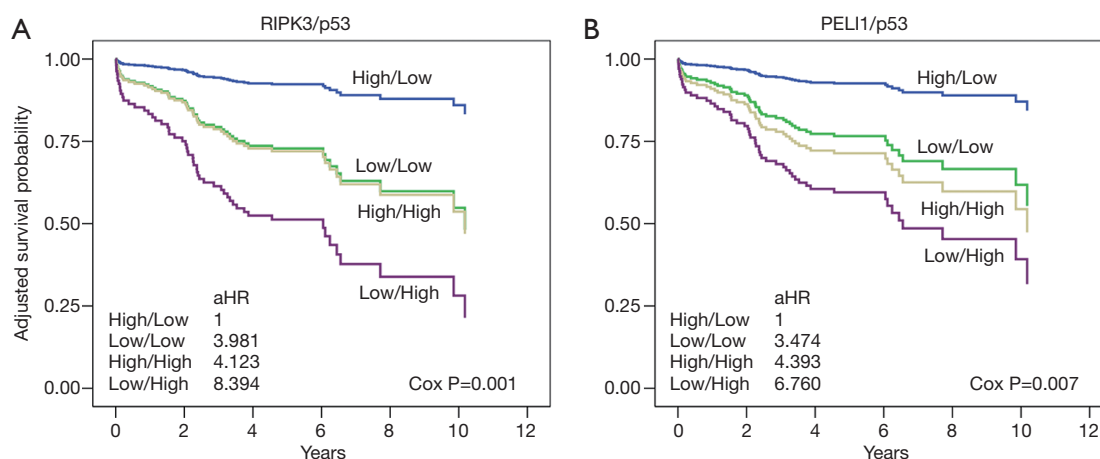 A
RIPK3/p53
Adjusted survival probability
1.00
0.75
0.50
0.25
0.00
High/Low
Low/Low
High/High
Low/High
aHR
High/Low 1
Low/Low 3.981
High/High 4.123
Low/High 8.394
Cox P=0.001
0 2 4 6 8 10 12
Years
B
PELI1/p53
1.00
0.75
0.50
0.25
0.00
High/Low
Low/Low
High/High
Low/High
aHR
High/Low 1
Low/Low 3.474
High/High 4.393
Low/High 6.760
Cox P=0.007
0 2 4 6 8 10 12
Years